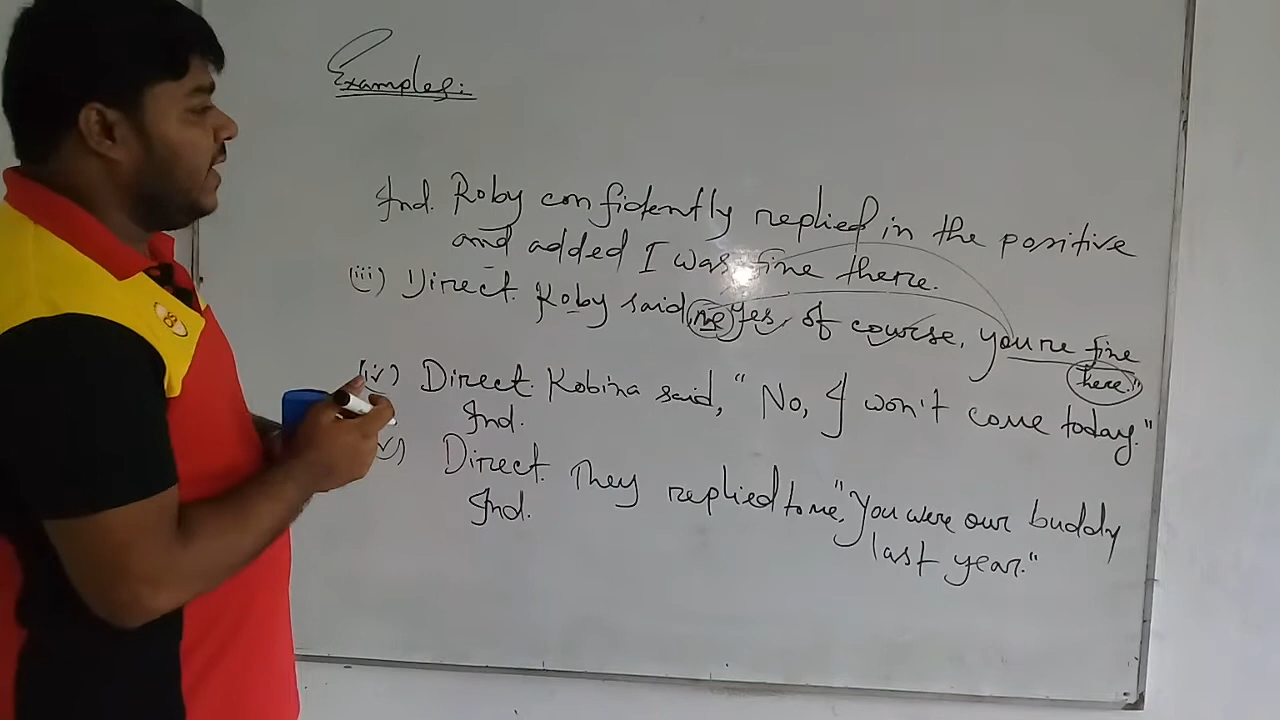 Examples:
Ind. Roby confidently replied in the positive
and added I was fine there.
(iii) Direct. Roby said, me "Yes, of course, you're fine
here."
(iv) Direct. Robina said, "No, I won't come today."
Ind.
(v) Direct. They replied to me, "You were our buddy
last year."
Ind.